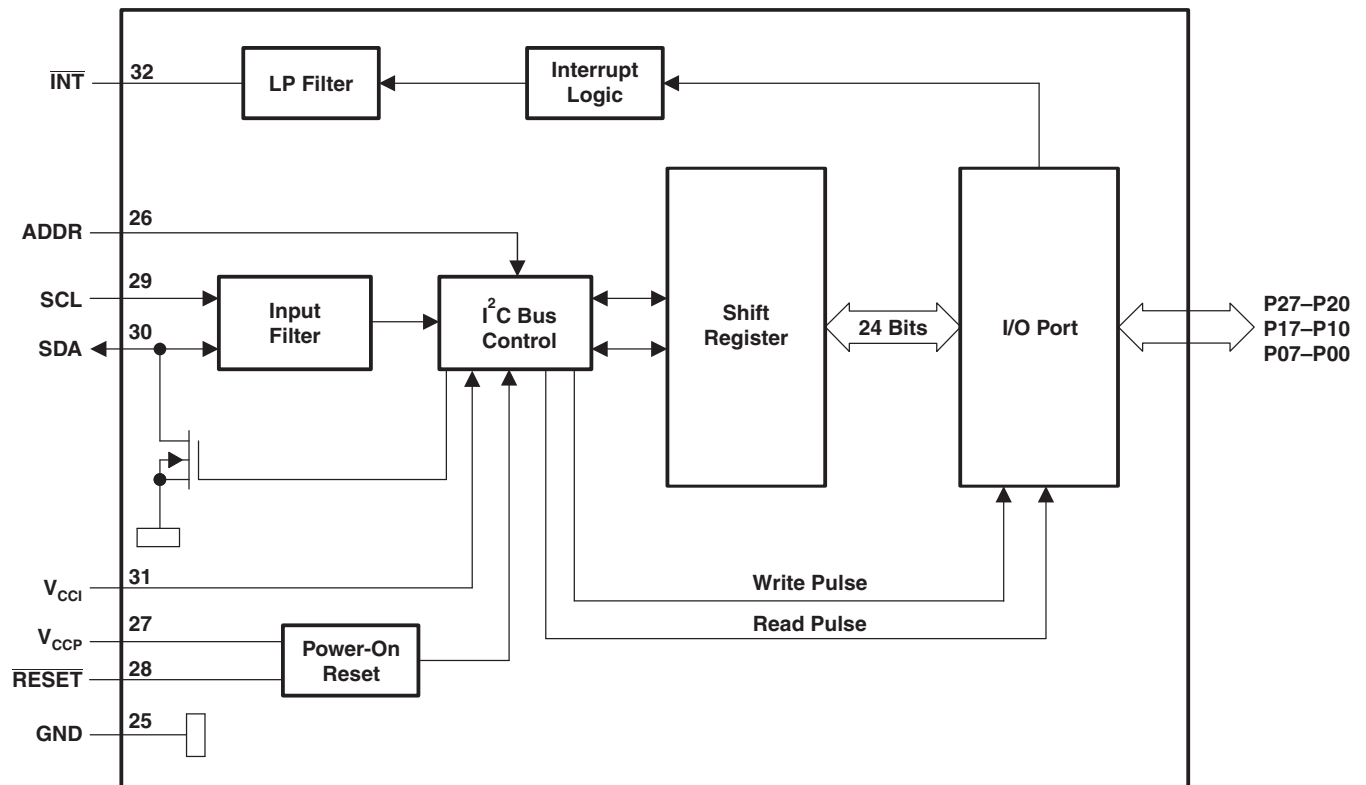 INT
32
LP Filter
Interrupt
Logic
ADDR
26
SCL
29
SDA
30
Input
Filter
I²C Bus
Control
Shift
Register
24 Bits
I/O Port
P27–P20
P17–P10
P07–P00
VCCI
31
VCCP
27
RESET
28
Power-On
Reset
Write Pulse
Read Pulse
GND
25